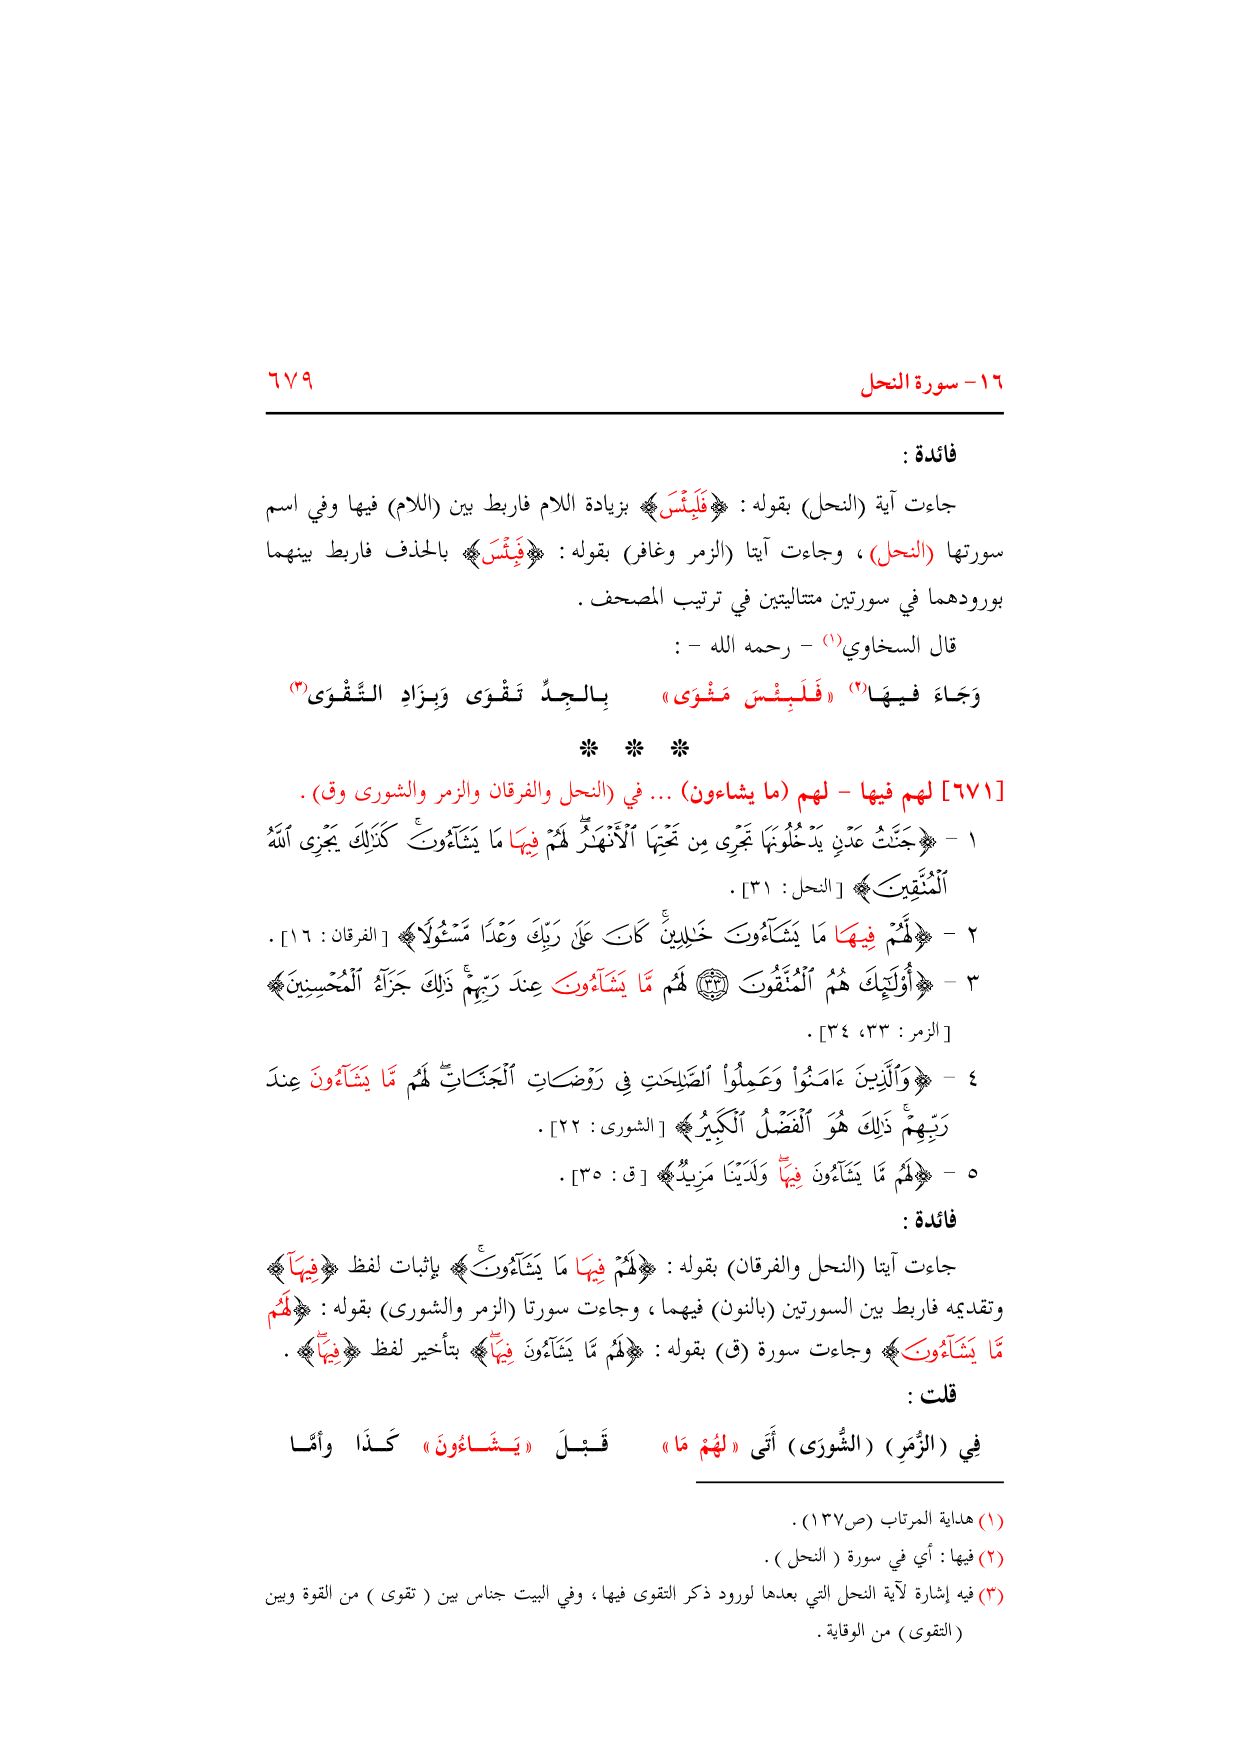 ١٦- سورة النحل ٦٧٩
فائدة :
جاءت آية (النحل) بقوله : ﴿فَلَبِئۡسَ﴾ بزيادة اللام فاربط بين (اللام) فيها وفي اسم
سورتها (النحل) ، وجاءت آيتا (الزمر وغافر) بقوله : ﴿فَبِئۡسَ﴾ بالحذف فاربط بينهما
بورودهما في سورتين متتاليتين في ترتيب المصحف .
قال السخاوي(١) – رحمه الله – :
وَجَاءَ فيهَا(٢) «فَلَبِئْسَ مَثْوَى» بِالجِدِّ تَقْوَى وَبِزَادِ التَّقْوَى(٣)
* * *
[٦٧١] لهم فيها – لهم (ما يشاءون) ... في (النحل والفرقان والزمر والشورى وق) .
١ – ﴿جَنَّٰتُ عَدۡنٖ يَدۡخُلُونَهَا تَجۡرِي مِن تَحۡتِهَا ٱلۡأَنۡهَٰرُۖ لَهُمۡ فِيهَا مَا يَشَآءُونَۚ كَذَٰلِكَ يَجۡزِي ٱللَّهُ
ٱلۡمُتَّقِينَ﴾ [النحل : ٣١] .
٢ – ﴿لَّهُمۡ فِيهَا مَا يَشَآءُونَ خَٰلِدِينَۚ كَانَ عَلَىٰ رَبِّكَ وَعۡدٗا مَّسۡـُٔولٗا﴾ [الفرقان : ١٦] .
٣ – ﴿أُوْلَٰٓئِكَ هُمُ ٱلۡمُتَّقُونَ ٣٣ لَهُم مَّا يَشَآءُونَ عِندَ رَبِّهِمۡۚ ذَٰلِكَ جَزَآءُ ٱلۡمُحۡسِنِينَ﴾
[الزمر : ٣٣، ٣٤] .
٤ – ﴿وَٱلَّذِينَ ءَامَنُواْ وَعَمِلُواْ ٱلصَّٰلِحَٰتِ فِي رَوۡضَاتِ ٱلۡجَنَّاتِۖ لَهُم مَّا يَشَآءُونَ عِندَ
رَبِّهِمۡۚ ذَٰلِكَ هُوَ ٱلۡفَضۡلُ ٱلۡكَبِيرُ﴾ [الشورى : ٢٢] .
٥ – ﴿لَهُم مَّا يَشَآءُونَ فِيهَاۖ وَلَدَيۡنَا مَزِيدٞ﴾ [ق : ٣٥] .
فائدة :
جاءت آيتا (النحل والفرقان) بقوله : ﴿لَهُمۡ فِيهَا مَا يَشَآءُونَۚ﴾ بإثبات لفظ ﴿فِيهَآ﴾
وتقديمه فاربط بين السورتين (بالنون) فيهما ، وجاءت سورتا (الزمر والشورى) بقوله : ﴿لَهُم
مَّا يَشَآءُونَ﴾ وجاءت سورة (ق) بقوله : ﴿لَهُم مَّا يَشَآءُونَ فِيهَاۖ﴾ بتأخير لفظ ﴿فِيهَاۖ﴾ .
قلت :
فِي (الزُّمَرِ) (الشُّورَى) أَتَى «لهُمْ مَا» قَبْلَ «يَشَاءُونَ» كَذَا وأمَّا
(١) هداية المرتاب (ص١٣٧) .
(٢) فيها : أي في سورة ( النحل ) .
(٣) فيه إشارة لآية النحل التي بعدها لورود ذكر التقوى فيها ، وفي البيت جناس بين ( تقوى ) من القوة وبين
( التقوى ) من الوقاية .